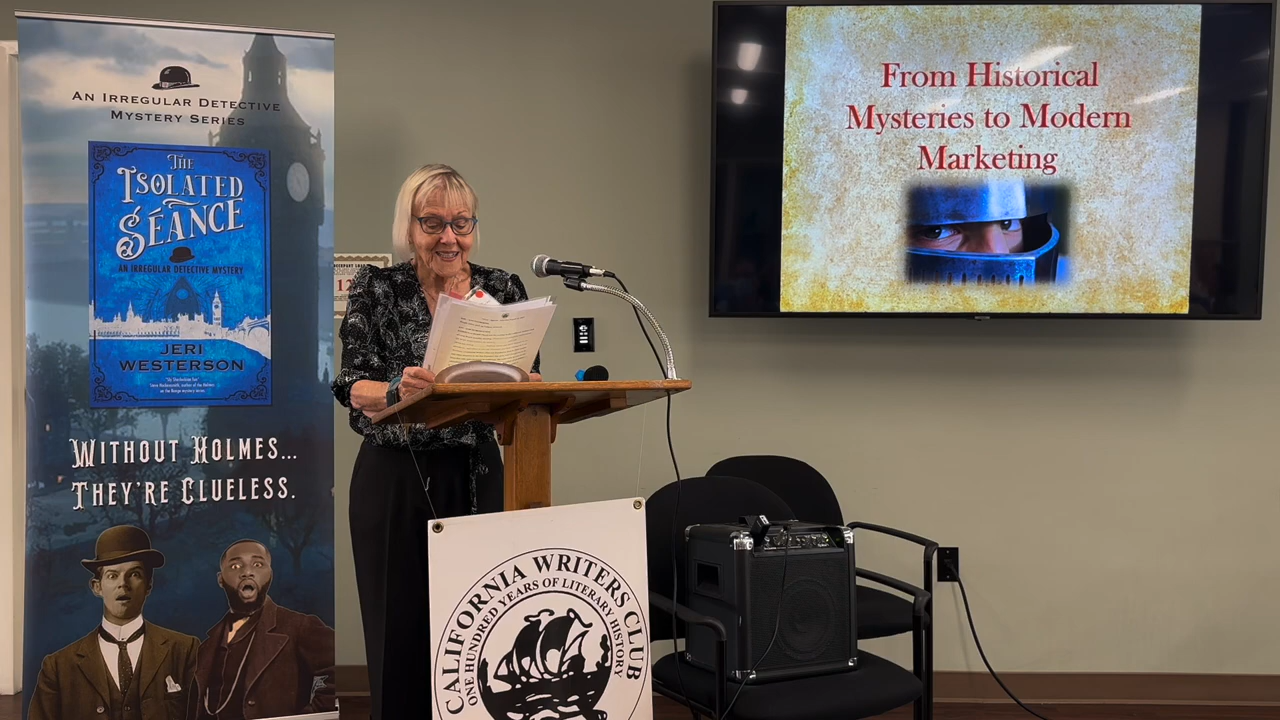 AN IRREGULAR DETECTIVE
MYSTERY SERIES
THE
ISOLATED
SÉANCE
AN IRREGULAR DETECTIVE MYSTERY
JERI
WESTERSON
WITHOUT HOLMES...
THEY'RE CLUELESS.
From Historical
Mysteries to Modern
Marketing
12
CALIFORNIA WRITERS CLUB
ONE HUNDRED YEARS OF LITERARY HISTORY